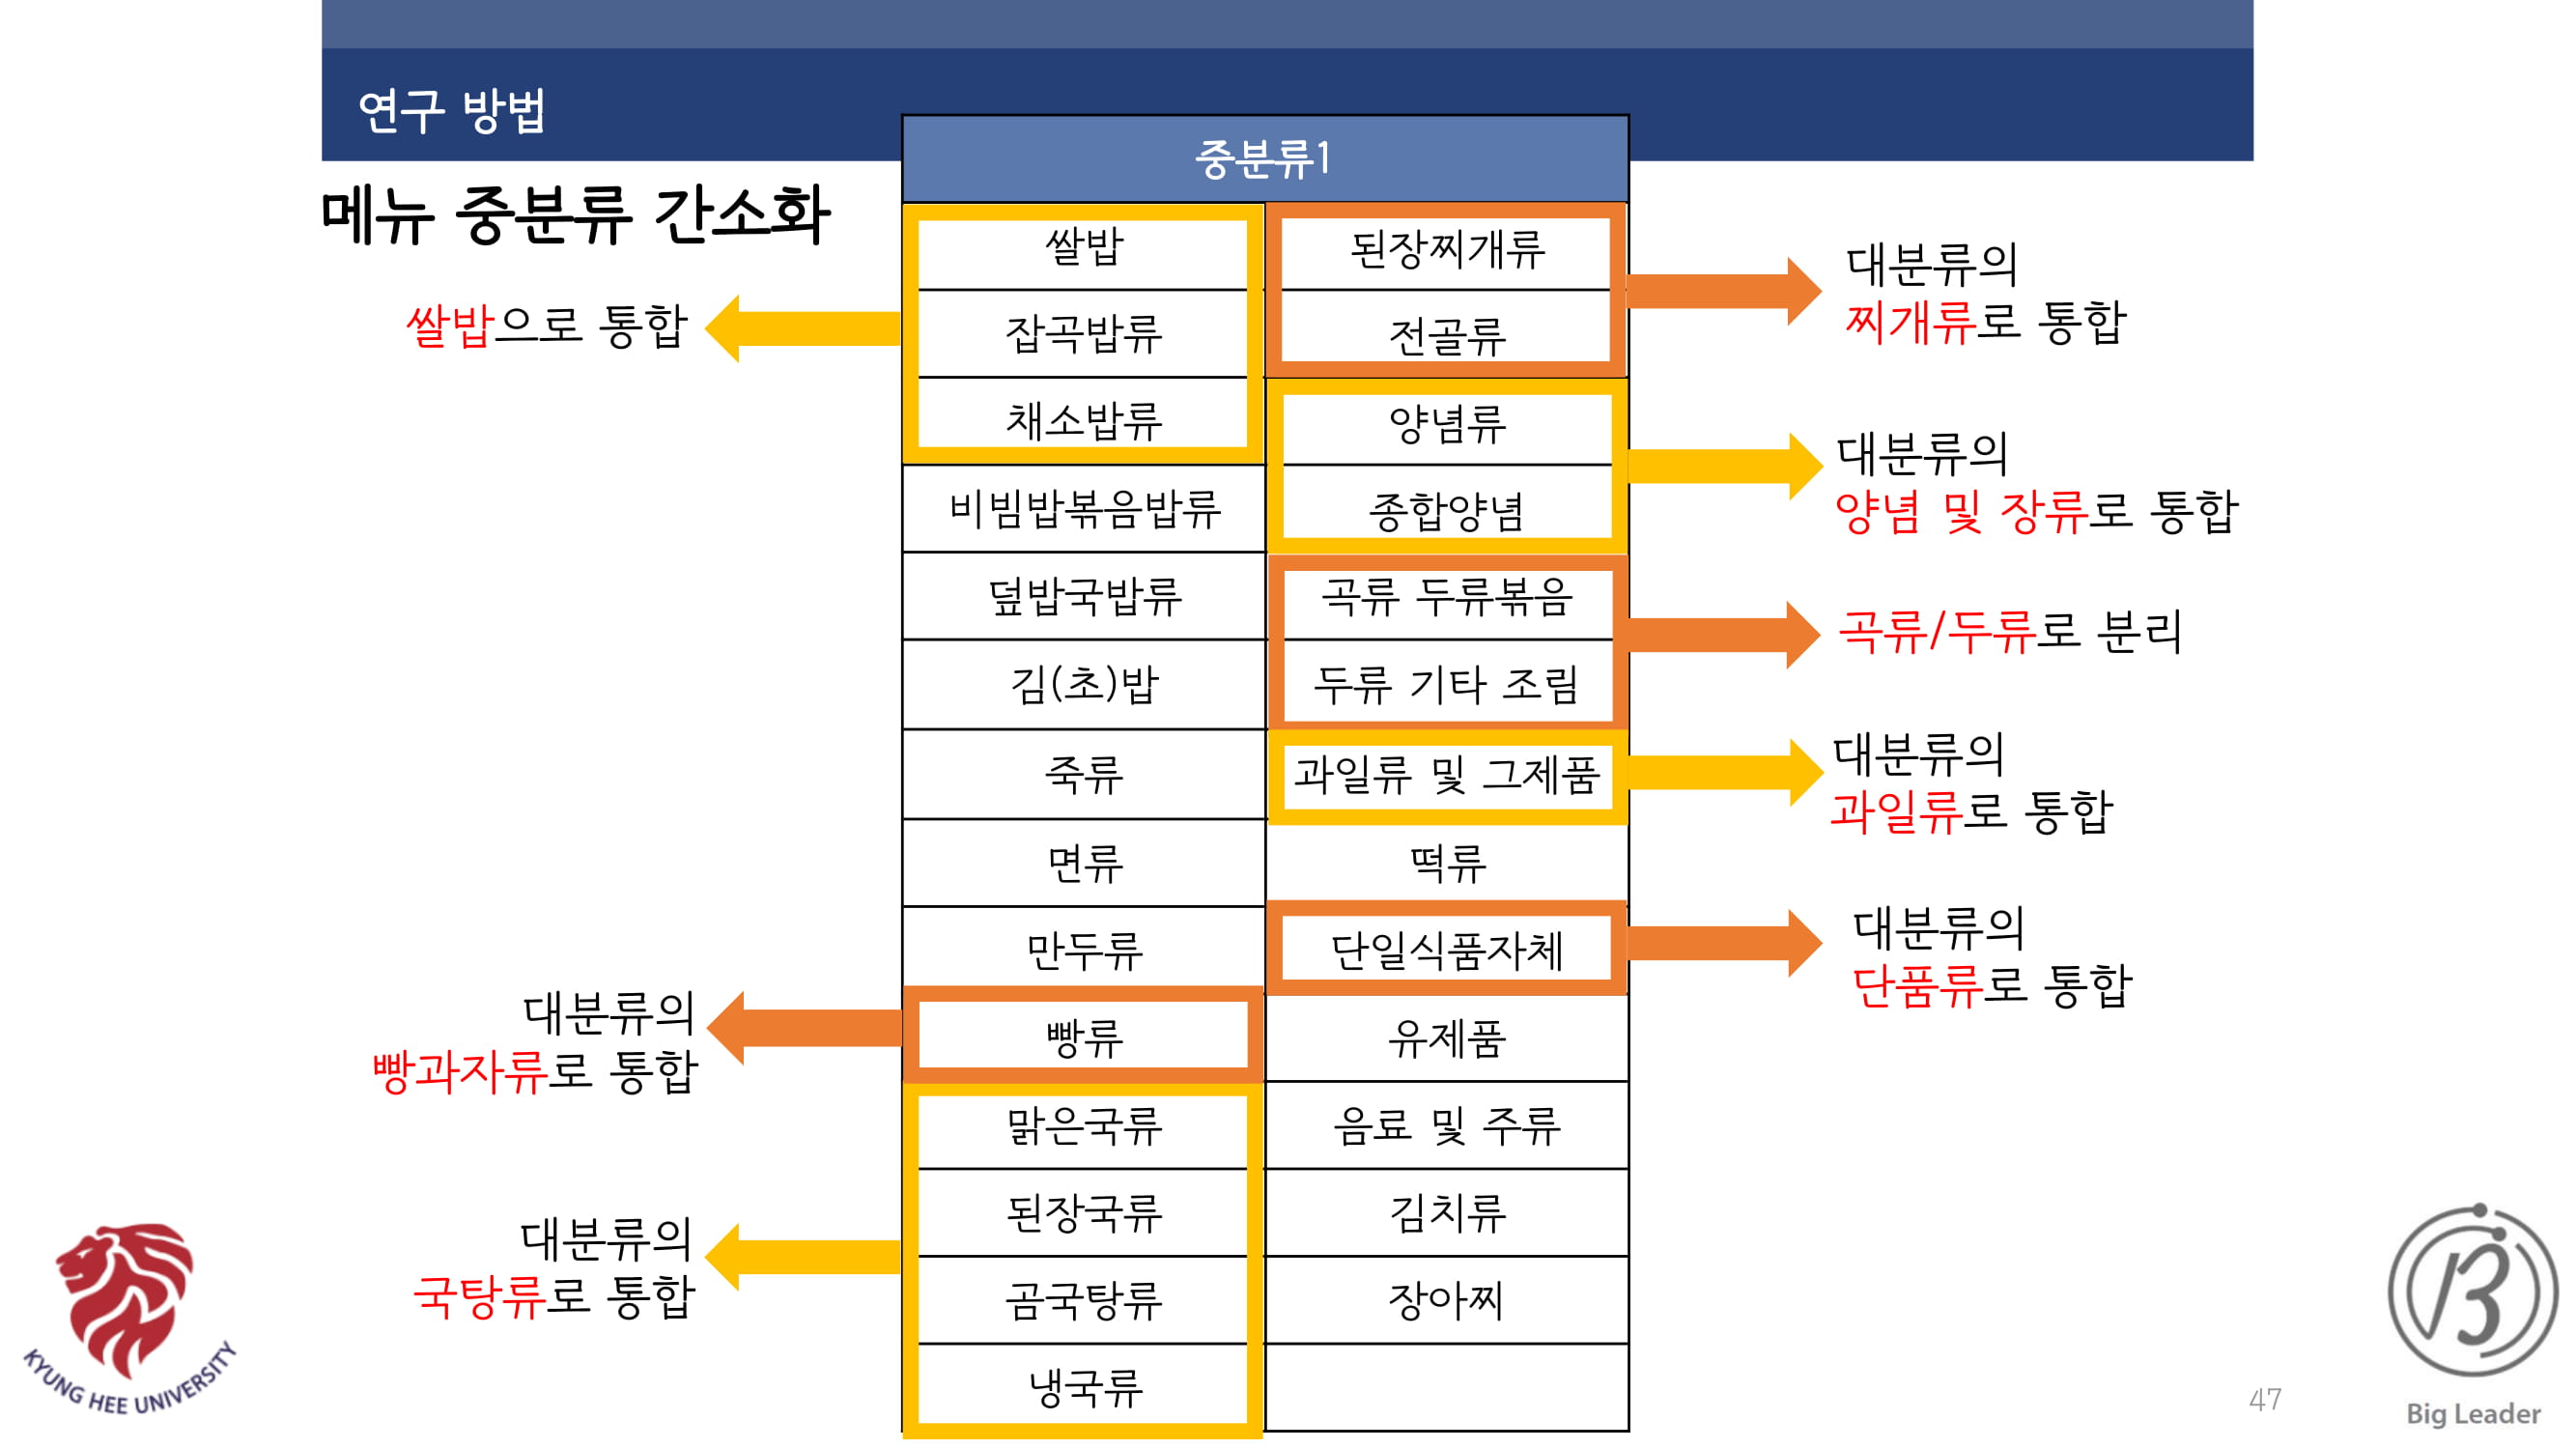 연구 방법
메뉴 중분류 간소화
중분류1
쌀밥 된장찌개류
잡곡밥류 전골류
채소밥류 양념류
비빔밥볶음밥류 종합양념
덮밥국밥류 곡류 두류볶음
김(초)밥 두류 기타 조림
죽류 과일류 및 그제품
면류 떡류
만두류 단일식품자체
빵류 유제품
맑은국류 음료 및 주류
된장국류 김치류
곰국탕류 장아찌
냉국류
쌀밥으로 통합
대분류의
빵과자류로 통합
대분류의
국탕류로 통합
대분류의
찌개류로 통합
대분류의
양념 및 장류로 통합
곡류/두류로 분리
대분류의
과일류로 통합
대분류의
단품류로 통합
KYUNG HEE UNIVERSITY
47
Big Leader